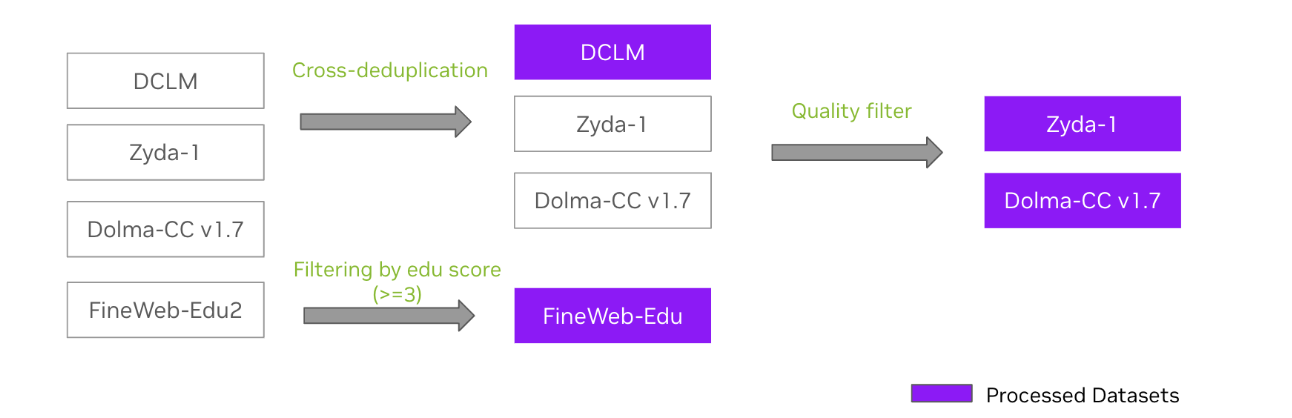 DCLM
Zyda-1
Dolma-CC v1.7
FineWeb-Edu2
Cross-deduplication
Filtering by edu score
(>=3)
DCLM
Zyda-1
Dolma-CC v1.7
FineWeb-Edu
Quality filter
Zyda-1
Dolma-CC v1.7
Processed Datasets